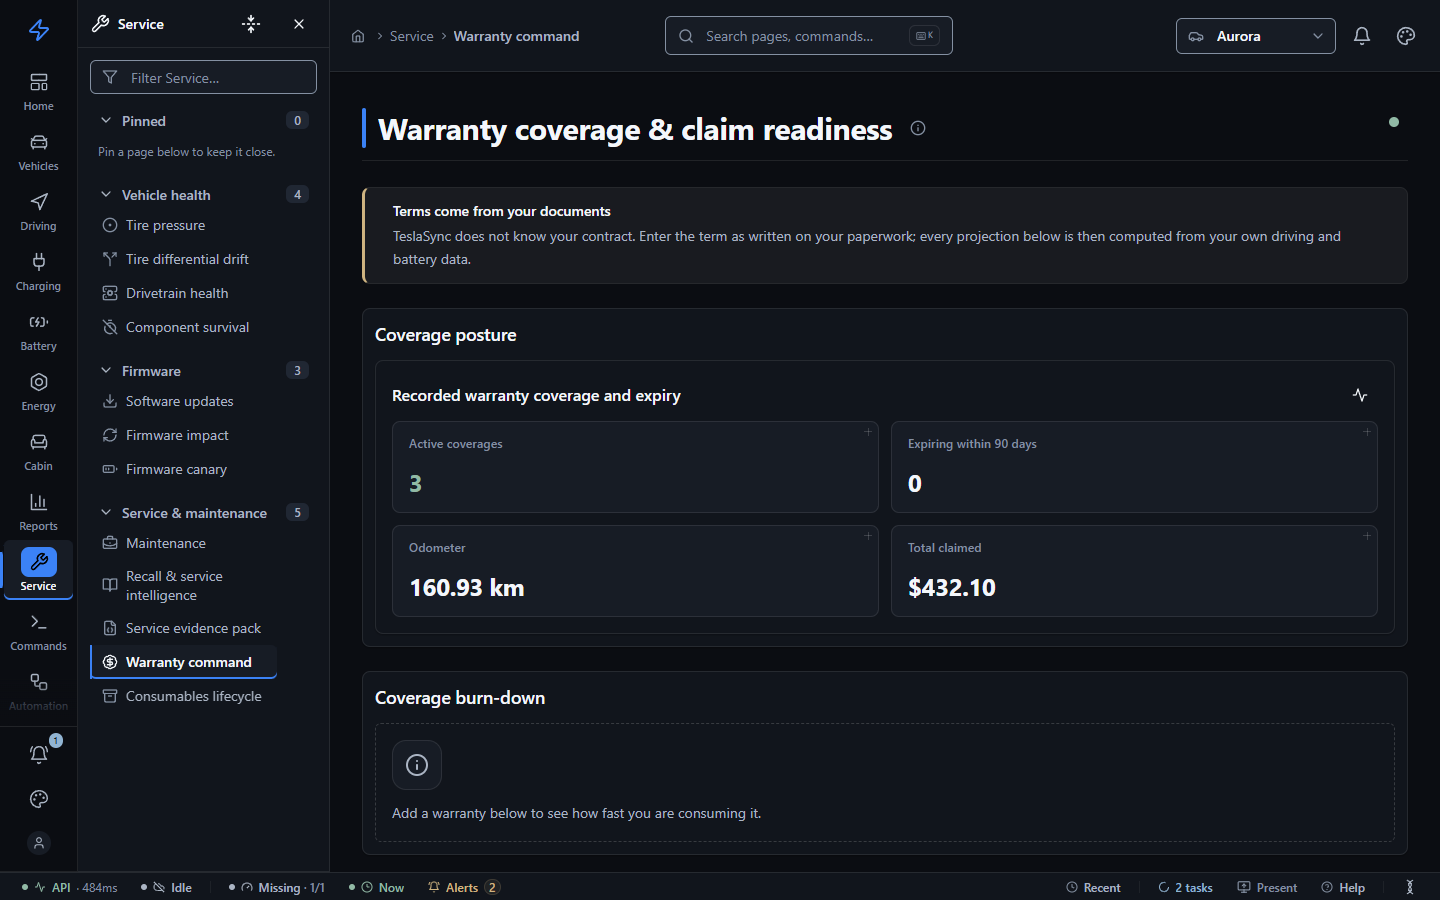 Service
Service
Warranty command
Search pages, commands...
K
Aurora
Home
Vehicles
Driving
Charging
Battery
Energy
Cabin
Reports
Service
Commands
Automation
1
Filter Service...
Pinned
0
Pin a page below to keep it close.
Vehicle health
4
Tire pressure
Tire differential drift
Drivetrain health
Component survival
Firmware
3
Software updates
Firmware impact
Firmware canary
Service & maintenance
5
Maintenance
Recall & service
intelligence
Service evidence pack
Warranty command
Consumables lifecycle
Warranty coverage & claim readiness
Terms come from your documents
TeslaSync does not know your contract. Enter the term as written on your paperwork; every projection below is then computed from your own driving and
battery data.
Coverage posture
Recorded warranty coverage and expiry
Active coverages
3
Expiring within 90 days
0
Odometer
160.93 km
Total claimed
$432.10
Coverage burn-down
Add a warranty below to see how fast you are consuming it.
API · 484ms
Idle
Missing · 1/1
Now
Alerts 2
Recent
2 tasks
Present
Help